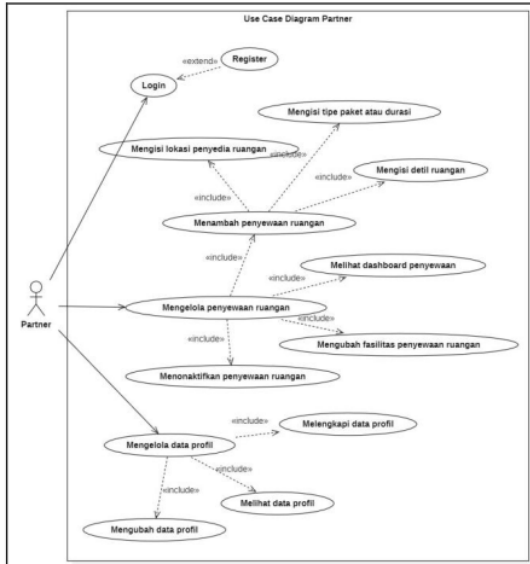 Use Case Diagram Partner
Register
«extend»
Login
Mengisi tipe paket atau durasi
Mengisi lokasi penyedia ruangan
«include»
Mengisi detil ruangan
«include»
«include»
Menambah penyewaan ruangan
«include»
Melihat dashboard penyewaan
«include»
Mengelola penyewaan ruangan
«include»
Partner
Mengubah fasilitas penyewaan ruangan
«include»
Menonaktifkan penyewaan ruangan
«include»
Melengkapi data profil
Mengelola data profil
«include»
«include»
Melihat data profil
Mengubah data profil